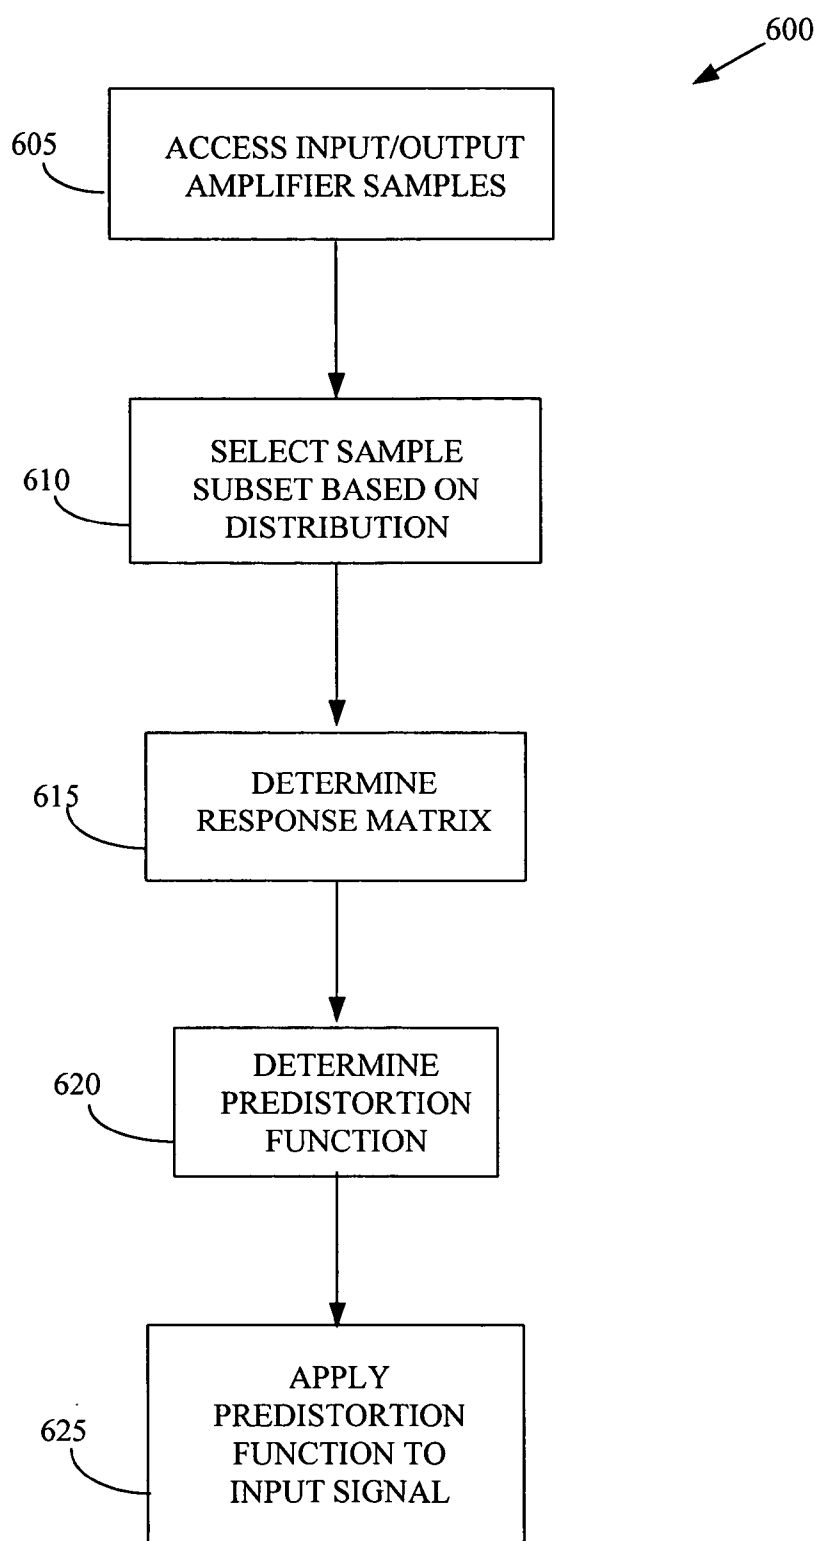 600
605
ACCESS INPUT/OUTPUT
AMPLIFIER SAMPLES
610
SELECT SAMPLE
SUBSET BASED ON
DISTRIBUTION
615
DETERMINE
RESPONSE MATRIX
620
DETERMINE
PREDISTORTION
FUNCTION
625
APPLY
PREDISTORTION
FUNCTION TO
INPUT SIGNAL